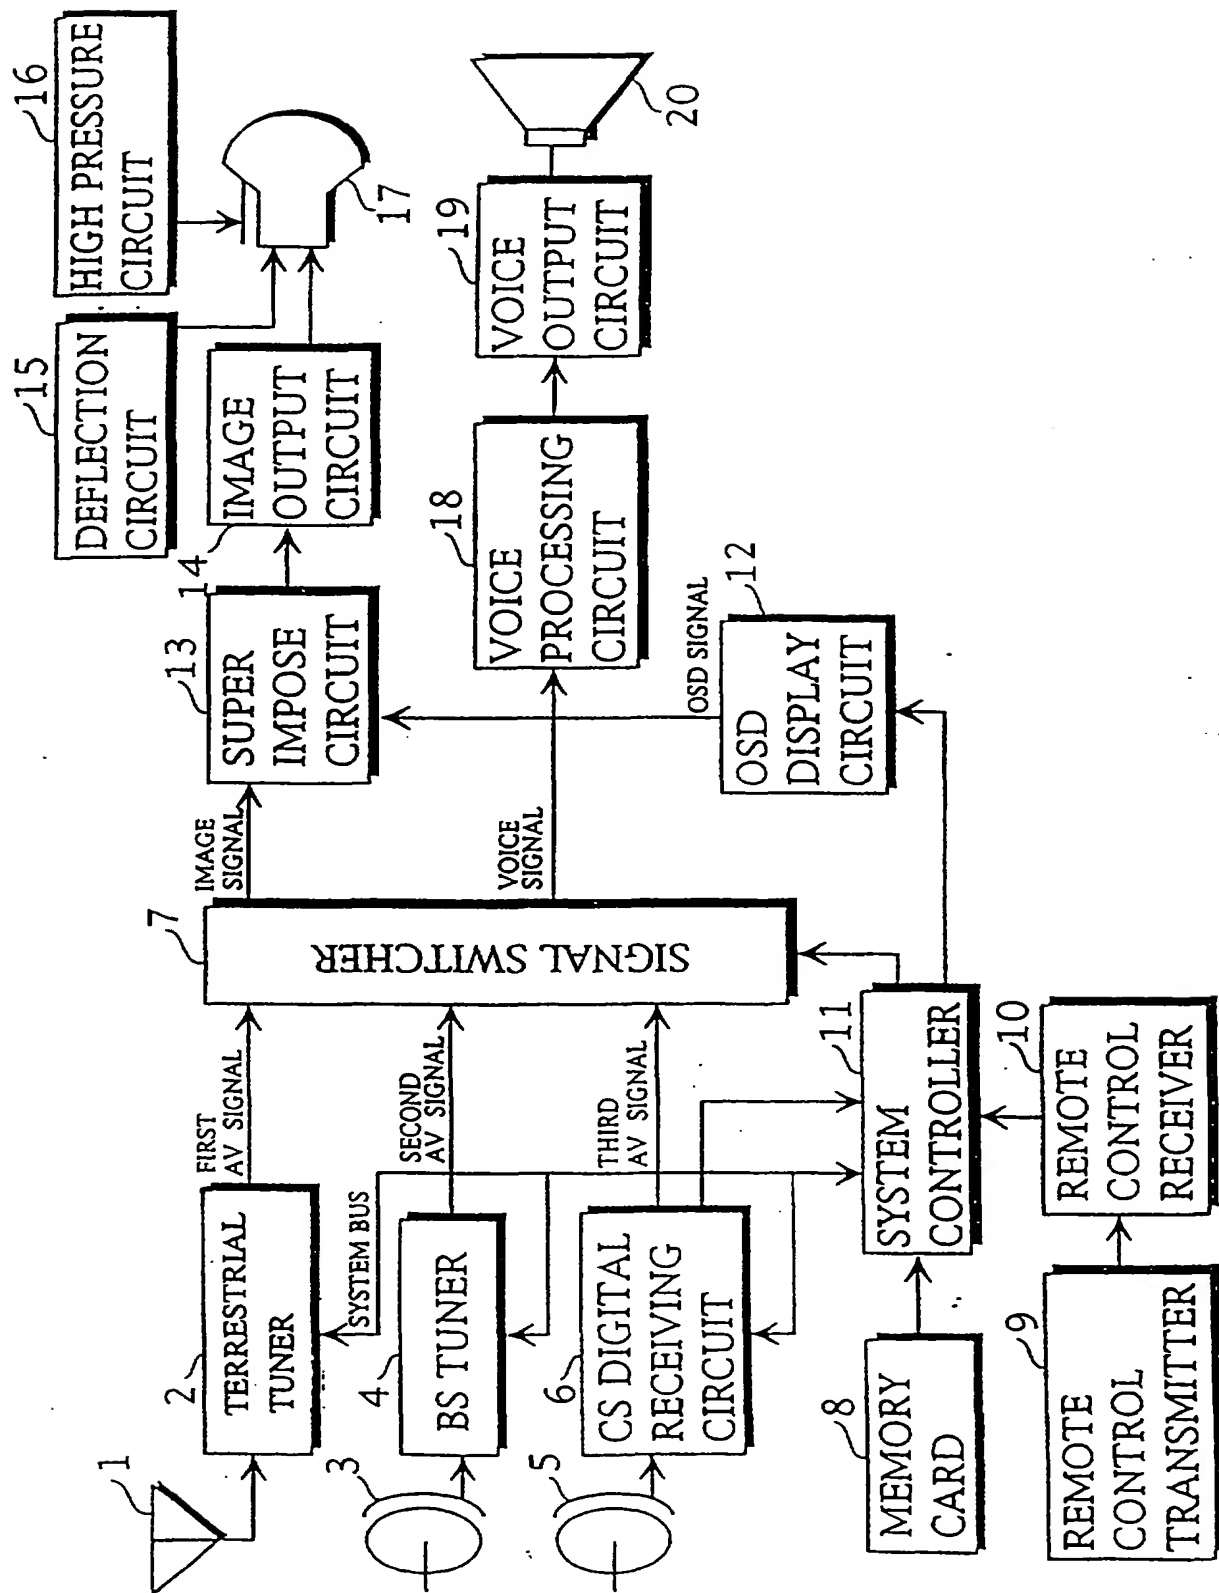 1
2
TERRESTRIAL
TUNER
FIRST
AV SIGNAL
SYSTEM BUS
3
4
BS TUNER
SECOND
AV SIGNAL
5
6
CS DIGITAL
RECEIVING
CIRCUIT
THIRD
AV SIGNAL
7
SIGNAL SWITCHER
IMAGE
SIGNAL
VOICE
SIGNAL
8
MEMORY
CARD
9
REMOTE
CONTROL
TRANSMITTER
10
REMOTE
CONTROL
RECEIVER
11
SYSTEM
CONTROLLER
12
OSD
DISPLAY
CIRCUIT
OSD SIGNAL
13
SUPER
IMPOSE
CIRCUIT
14
IMAGE
OUTPUT
CIRCUIT
15
DEFLECTION
CIRCUIT
16
HIGH PRESSURE
CIRCUIT
17
18
VOICE
PROCESSING
CIRCUIT
19
VOICE
OUTPUT
CIRCUIT
20